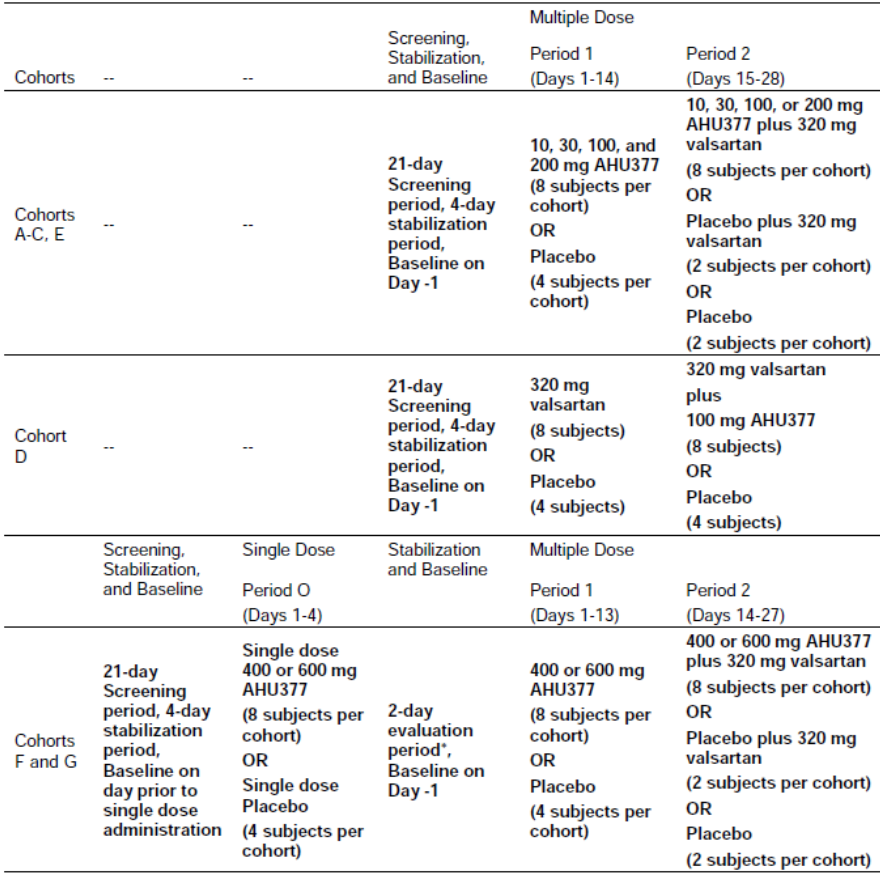 Multiple Dose
Screening,
Stabilization,
and Baseline
Period 1
Period 2
Cohorts
--
--
(Days 1-14)
(Days 15-28)
Cohorts
A-C, E
--
--
21-day
Screening
period, 4-day
stabilization
period,
Baseline on
Day -1
10, 30, 100, and
200 mg AHU377
(8 subjects per
cohort)
OR
Placebo
(4 subjects per
cohort)
10, 30, 100, or 200 mg
AHU377 plus 320 mg
valsartan
(8 subjects per cohort)
OR
Placebo plus 320 mg
valsartan
(2 subjects per cohort)
OR
Placebo
(2 subjects per cohort)
Cohort
D
--
--
21-day
Screening
period, 4-day
stabilization
period,
Baseline on
Day -1
320 mg
valsartan
(8 subjects)
OR
Placebo
(4 subjects)
320 mg valsartan
plus
100 mg AHU377
(8 subjects)
OR
Placebo
(4 subjects)
Screening,
Stabilization,
and Baseline
Single Dose
Period O
(Days 1-4)
Stabilization
and Baseline
Multiple Dose
Period 1
(Days 1-13)
Period 2
(Days 14-27)
Cohorts
F and G
21-day
Screening
period, 4-day
stabilization
period,
Baseline on
day prior to
single dose
administration
Single dose
400 or 600 mg
AHU377
(8 subjects per
cohort)
OR
Single dose
Placebo
(4 subjects per
cohort)
2-day
evaluation
period*,
Baseline on
Day -1
400 or 600 mg
AHU377
(8 subjects per
cohort)
OR
Placebo
(4 subjects per
cohort)
400 or 600 mg AHU377
plus 320 mg valsartan
(8 subjects per cohort)
OR
Placebo plus 320 mg
valsartan
(2 subjects per cohort)
OR
Placebo
(2 subjects per cohort)